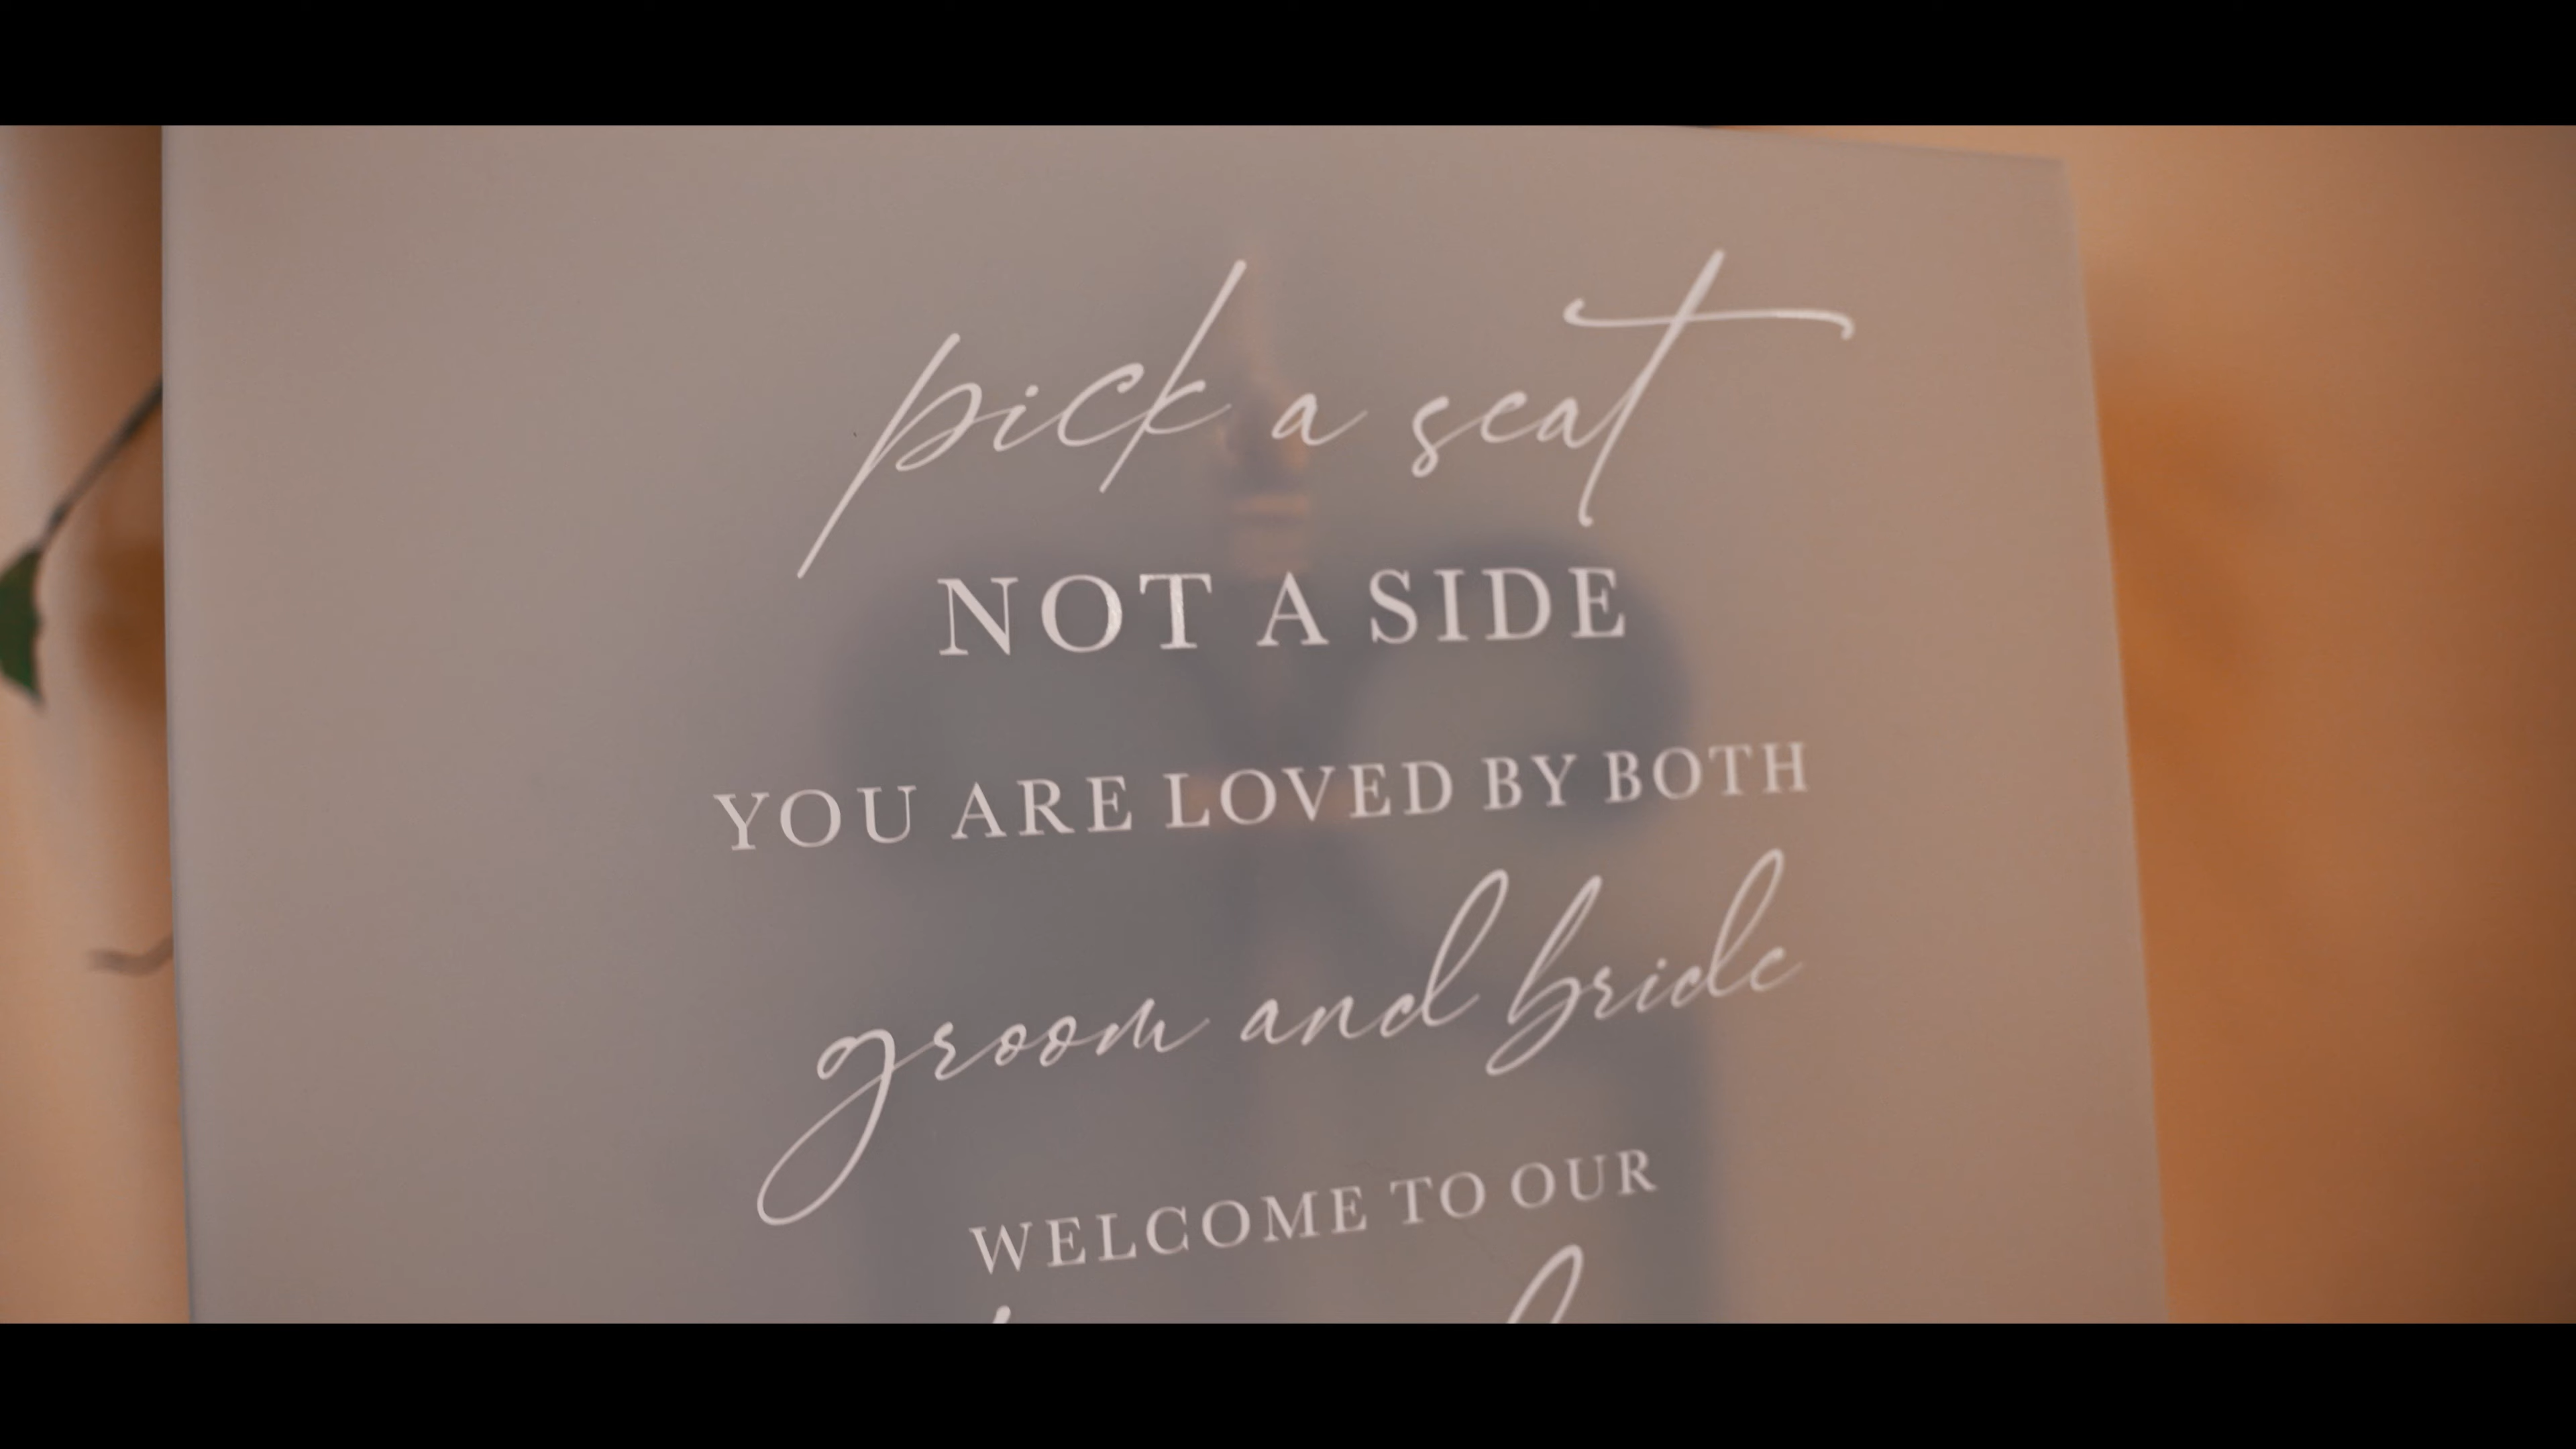 pick a seat
NOT A SIDE
YOU ARE LOVED BY BOTH
groom and bride
WELCOME TO OUR